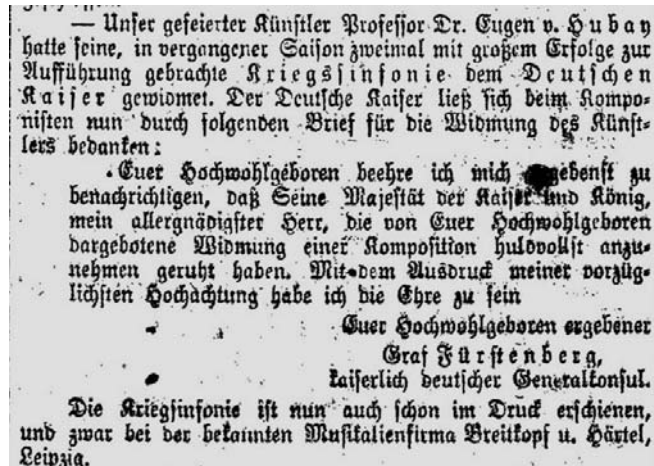 — Unser gefeierter Künstler Professor Dr. Eugen v. Hubay
hatte seine, in vergangener Saison zweimal mit großem Erfolge zur
Aufführung gebrachte Kriegssinfonie dem Deutschen
Kaiser gewidmet. Der Deutsche Kaiser ließ sich beim Kompo-
nisten nun durch folgenden Brief für die Widmung des Künst-
lers bedanken:
Euer Hochwohlgeboren beehre ich mich zu
benachrichtigen, daß Seine Majestät der Kaiser und König,
mein allergnädigster Herr, die von Euer Hochwohlgeboren
dargebotene Widmung einer Komposition huldvollst anzu-
nehmen geruht haben. Mit dem Ausdruck meiner vorzüg-
lichsten Hochachtung habe ich die Ehre zu sein
Euer Hochwohlgeboren ergebener
Graf Fürstenberg,
kaiserlich deutscher Generalkonsul.
Die Kriegsinfonie ist nun auch schon im Druck erschienen,
und zwar bei der bekannten Musikalienfirma Breitkopf u. Härtel,
Leipzig.